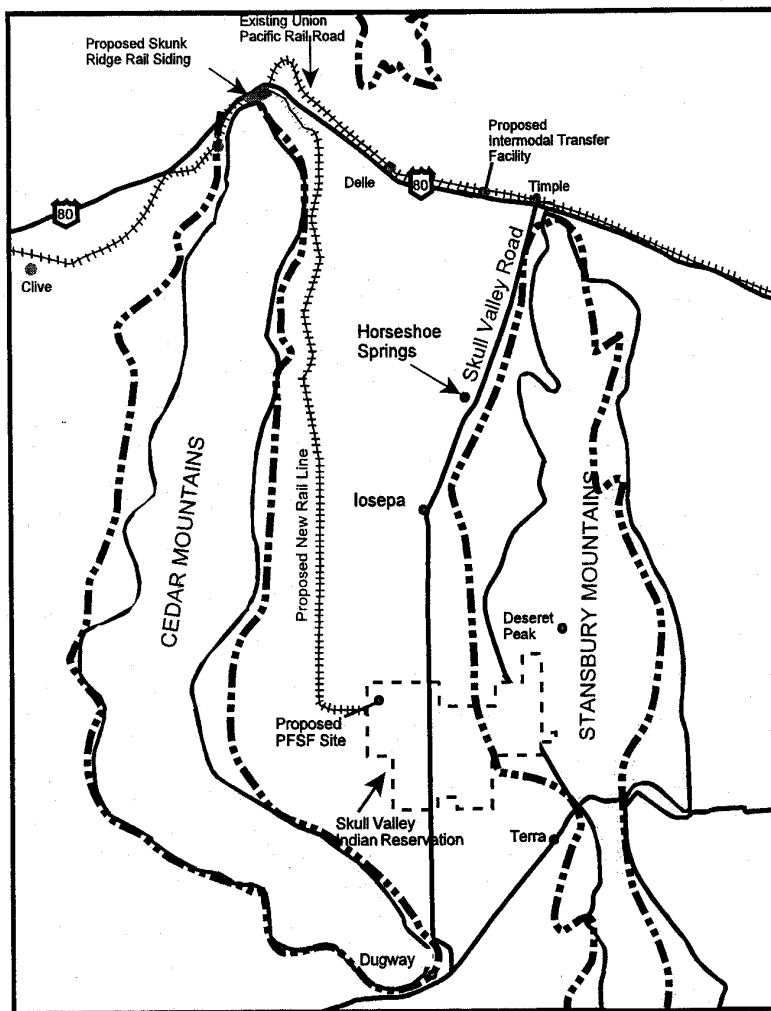 Existing Union
Pacific Rail Road
Proposed Skunk
Ridge Rail Siding
Proposed
Intermodal Transfer
Facility
Delle
80
Timple
80
Clive
Skull Valley Road
Horseshoe
Springs
Iosepa
CEDAR MOUNTAINS
Proposed New Rail Line
STANSBURY MOUNTAINS
Deseret
Peak
Proposed
PFSF Site
Skull Valley
Indian Reservation
Terra
Dugway